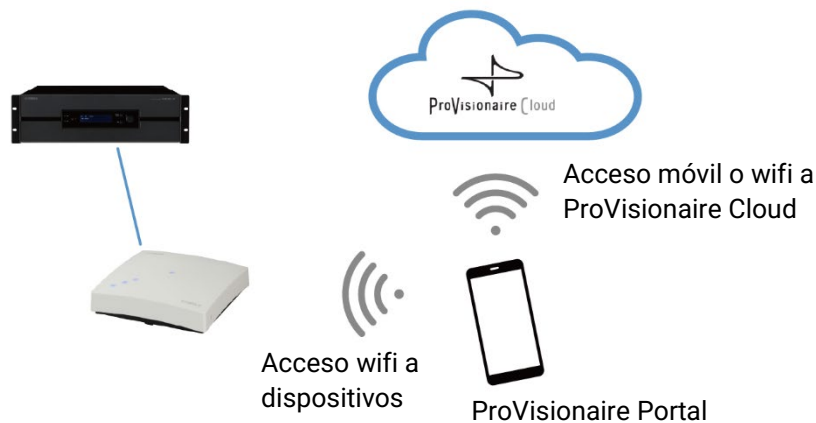 ProVisionaire Cloud
Acceso móvil o wifi a
ProVisionaire Cloud
Acceso wifi a
dispositivos
ProVisionaire Portal